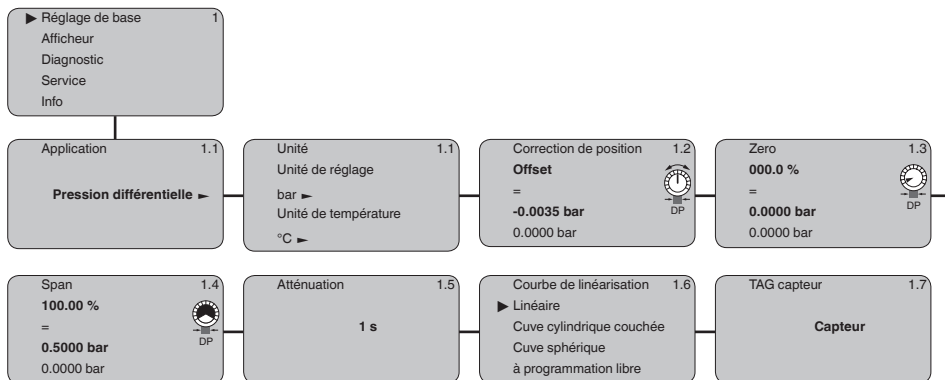 ▶ Réglage de base 1
Afficheur
Diagnostic
Service
Info
Application 1.1
Pression différentielle ►
Unité 1.1
Unité de réglage
bar ►
Unité de température
°C ►
Correction de position 1.2
Offset
=
-0.0035 bar
0.0000 bar
DP
Zero 1.3
000.0 %
=
0.0000 bar
0.0000 bar
DP
Span 1.4
100.00 %
=
0.5000 bar
0.0000 bar
DP
Atténuation 1.5
1 s
Courbe de linéarisation 1.6
▶ Linéaire
Cuve cylindrique couchée
Cuve sphérique
à programmation libre
TAG capteur 1.7
Capteur